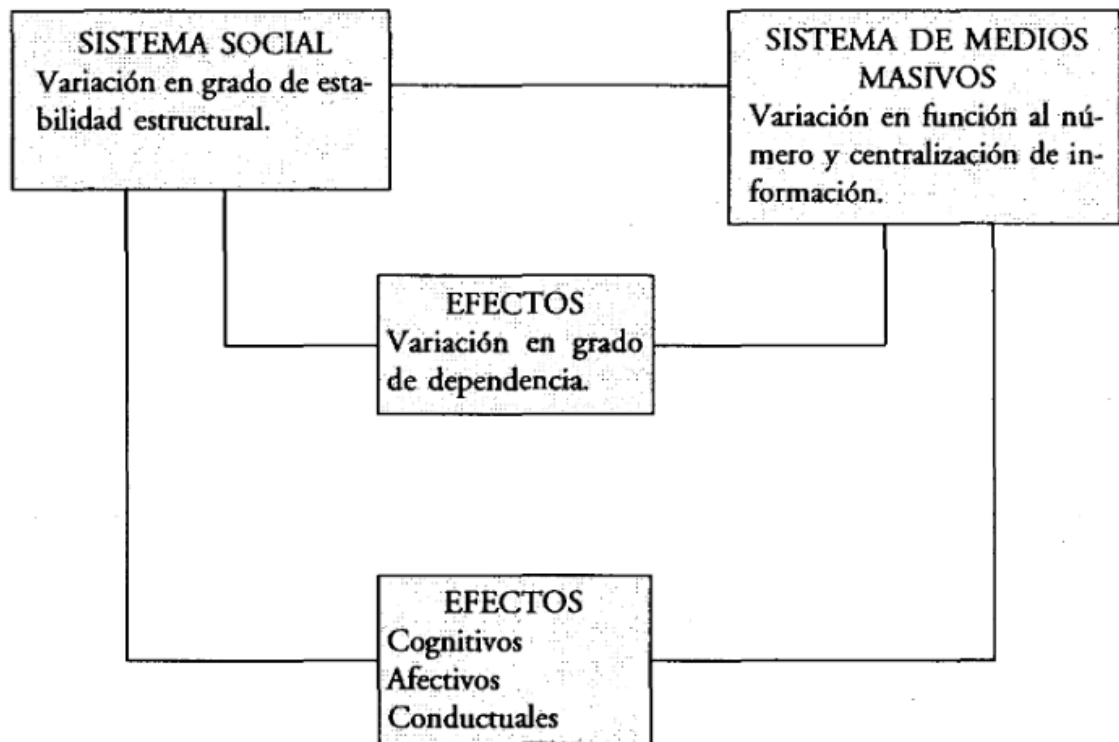 SISTEMA SOCIAL
Variación en grado de esta-
bilidad estructural.
SISTEMA DE MEDIOS
MASIVOS
Variación en función al nú-
mero y centralización de in-
formación.
EFECTOS
Variación en grado
de dependencia.
EFECTOS
Cognitivos
Afectivos
Conductuales